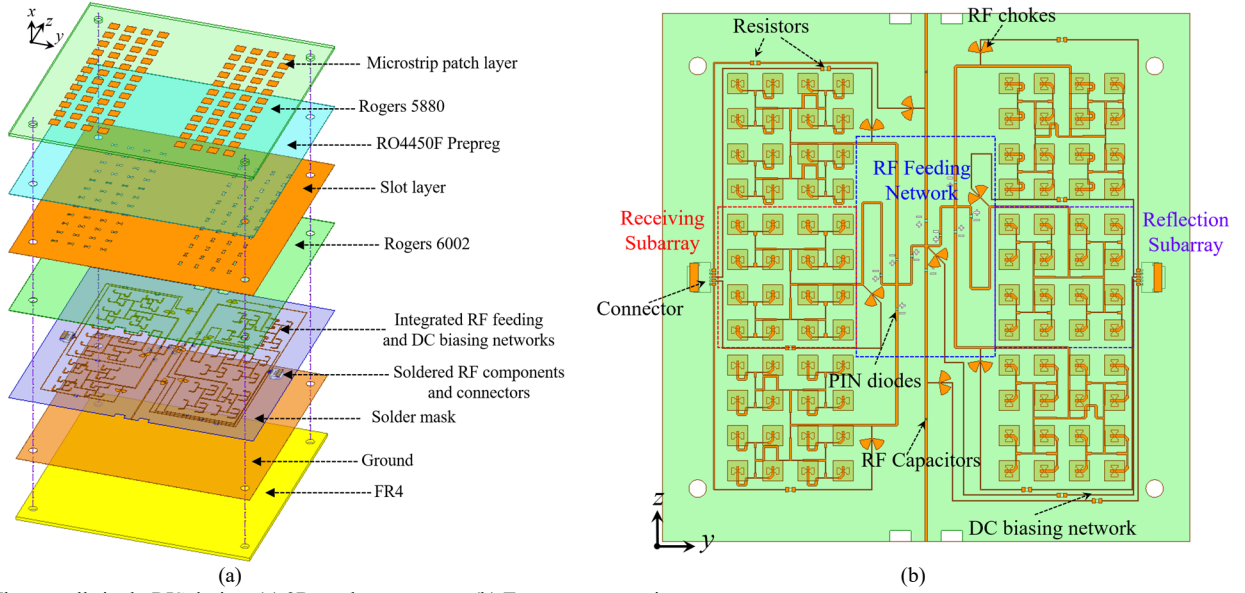 x
z
y
Microstrip patch layer
Rogers 5880
RO4450F Prepreg
Slot layer
Rogers 6002
Integrated RF feeding
and DC biasing networks
Soldered RF components
and connectors
Solder mask
Ground
FR4
(a)
Resistors
RF chokes
RF Feeding
Network
Receiving
Subarray
Reflection
Subarray
Connector
PIN diodes
RF Capacitors
DC biasing network
z
y
(b)